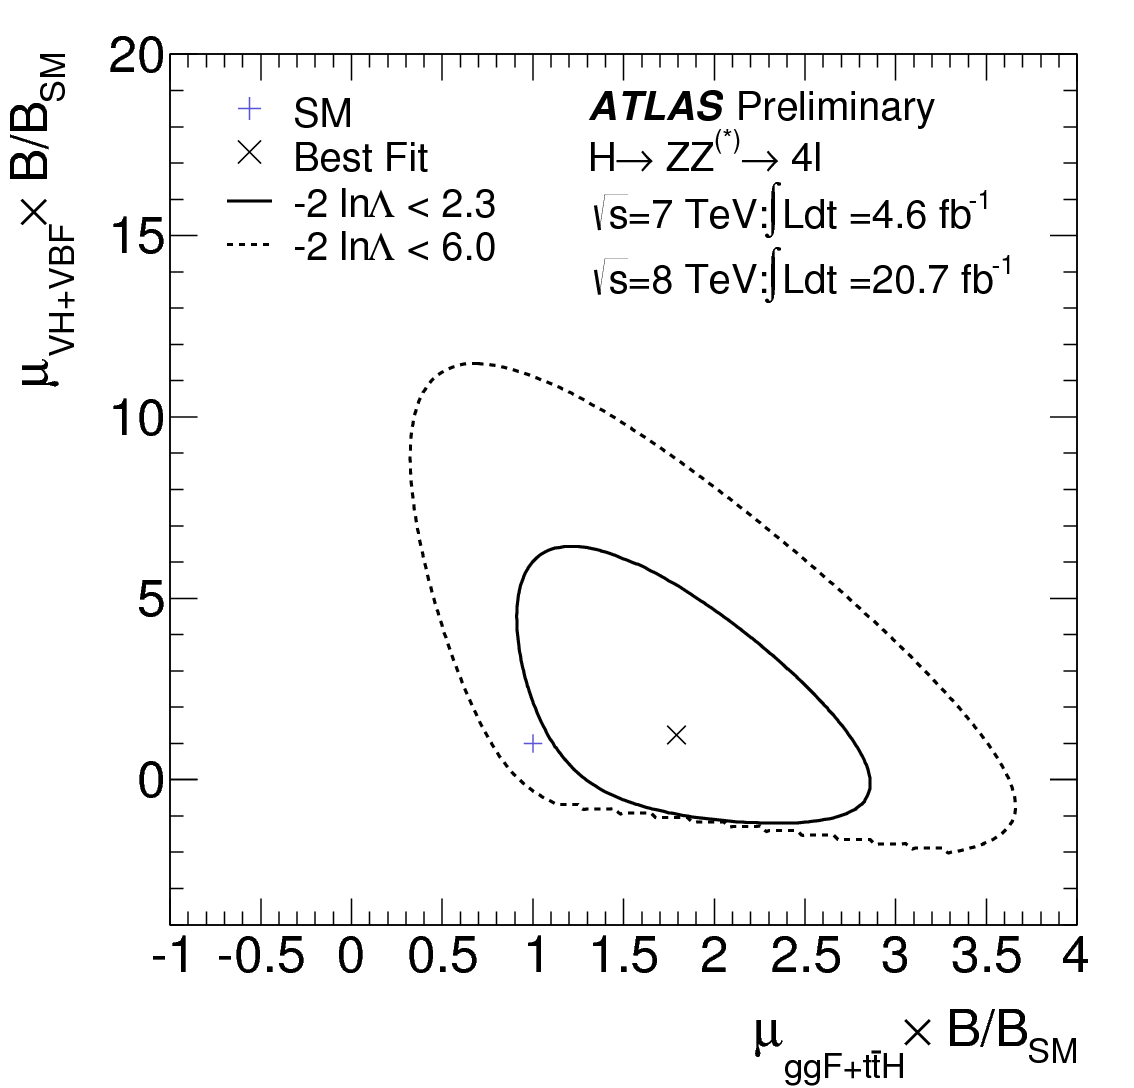 20
15
10
5
0
μVH+VBF × B/BSM
+ SM
× Best Fit
-2 lnΛ < 2.3
-2 lnΛ < 6.0
ATLAS Preliminary
H→ ZZ(*)→ 4l
√s=7 TeV:∫Ldt =4.6 fb-1
√s=8 TeV:∫Ldt =20.7 fb-1
-1 -0.5 0 0.5 1 1.5 2 2.5 3 3.5 4
μggF+tt̄H × B/BSM